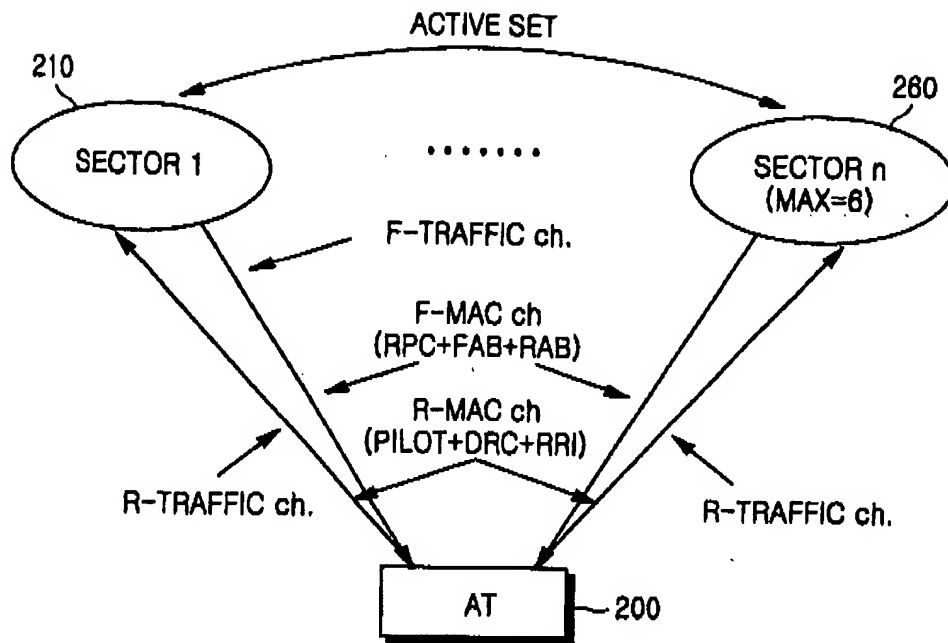 ACTIVE SET
210
260
SECTOR 1
.......
SECTOR n
(MAX=6)
F-TRAFFIC ch.
F-MAC ch
(RPC+FAB+RAB)
R-MAC ch
(PILOT+DRC+RRI)
R-TRAFFIC ch.
R-TRAFFIC ch.
AT
200